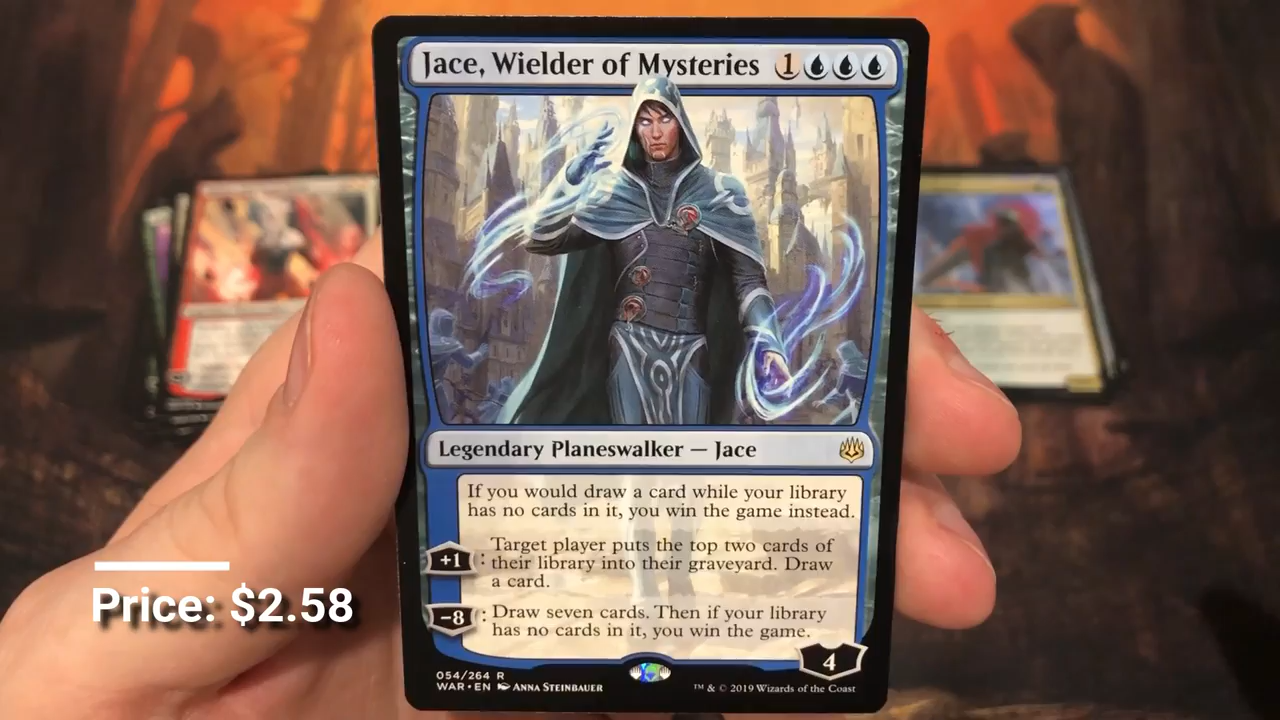 Jace, Wielder of Mysteries 1
Legendary Planeswalker — Jace
If you would draw a card while your library
has no cards in it, you win the game instead.
+1 : Target player puts the top two cards of
their library into their graveyard. Draw
a card.
−8 : Draw seven cards. Then if your library
has no cards in it, you win the game.
4
054/264 R
WAR • EN Anna Steinbauer
™ & © 2019 Wizards of the Coast
Price: $2.58